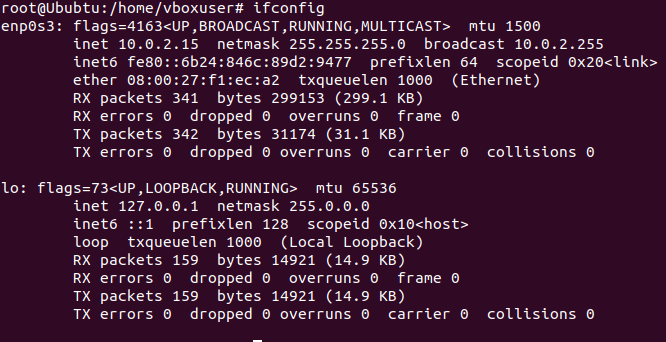 root@Ububtu:/home/vboxuser# ifconfig
enp0s3: flags=4163<UP,BROADCAST,RUNNING,MULTICAST>  mtu 1500
        inet 10.0.2.15  netmask 255.255.255.0  broadcast 10.0.2.255
        inet6 fe80::6b24:846c:89d2:9477  prefixlen 64  scopeid 0x20<link>
        ether 08:00:27:f1:ec:a2  txqueuelen 1000  (Ethernet)
        RX packets 341  bytes 299153 (299.1 KB)
        RX errors 0  dropped 0  overruns 0  frame 0
        TX packets 342  bytes 31174 (31.1 KB)
        TX errors 0  dropped 0 overruns 0  carrier 0  collisions 0

lo: flags=73<UP,LOOPBACK,RUNNING>  mtu 65536
        inet 127.0.0.1  netmask 255.0.0.0
        inet6 ::1  prefixlen 128  scopeid 0x10<host>
        loop  txqueuelen 1000  (Local Loopback)
        RX packets 159  bytes 14921 (14.9 KB)
        RX errors 0  dropped 0  overruns 0  frame 0
        TX packets 159  bytes 14921 (14.9 KB)
        TX errors 0  dropped 0 overruns 0  carrier 0  collisions 0